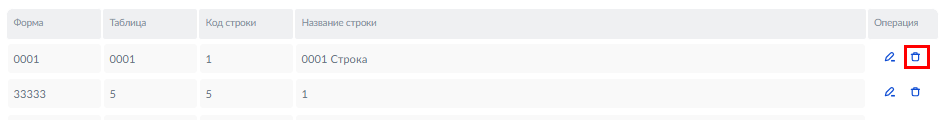 Форма Таблица Код строки Название строки Операция
0001 0001 1 0001 Строка
33333 5 5 1